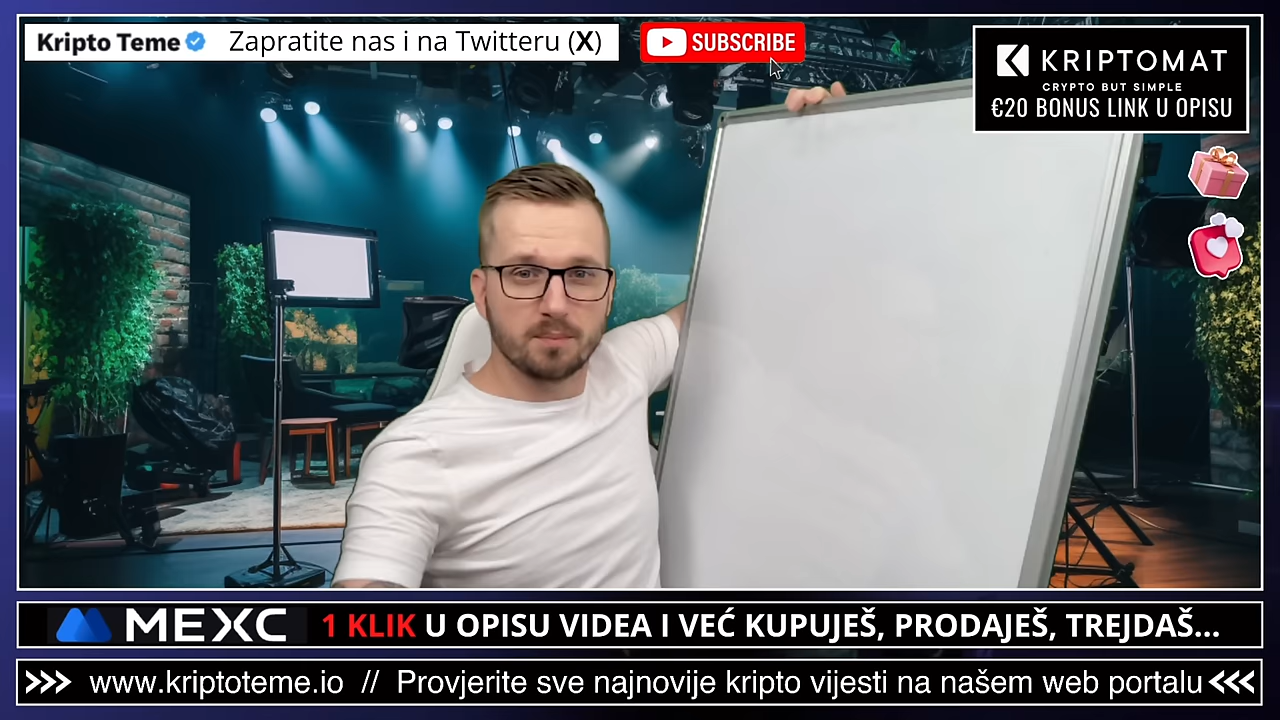 Kripto Teme Zapratite nas i na Twitteru (X)
SUBSCRIBE
KRIPTOMAT
CRYPTO BUT SIMPLE
€20 BONUS LINK U OPISU
MEXC 1 KLIK U OPISU VIDEA I VEĆ KUPUJEŠ, PRODAJEŠ, TREJDAŠ...
>>> www.kriptoteme.io // Provjerite sve najnovije kripto vijesti na našem web portalu <<<